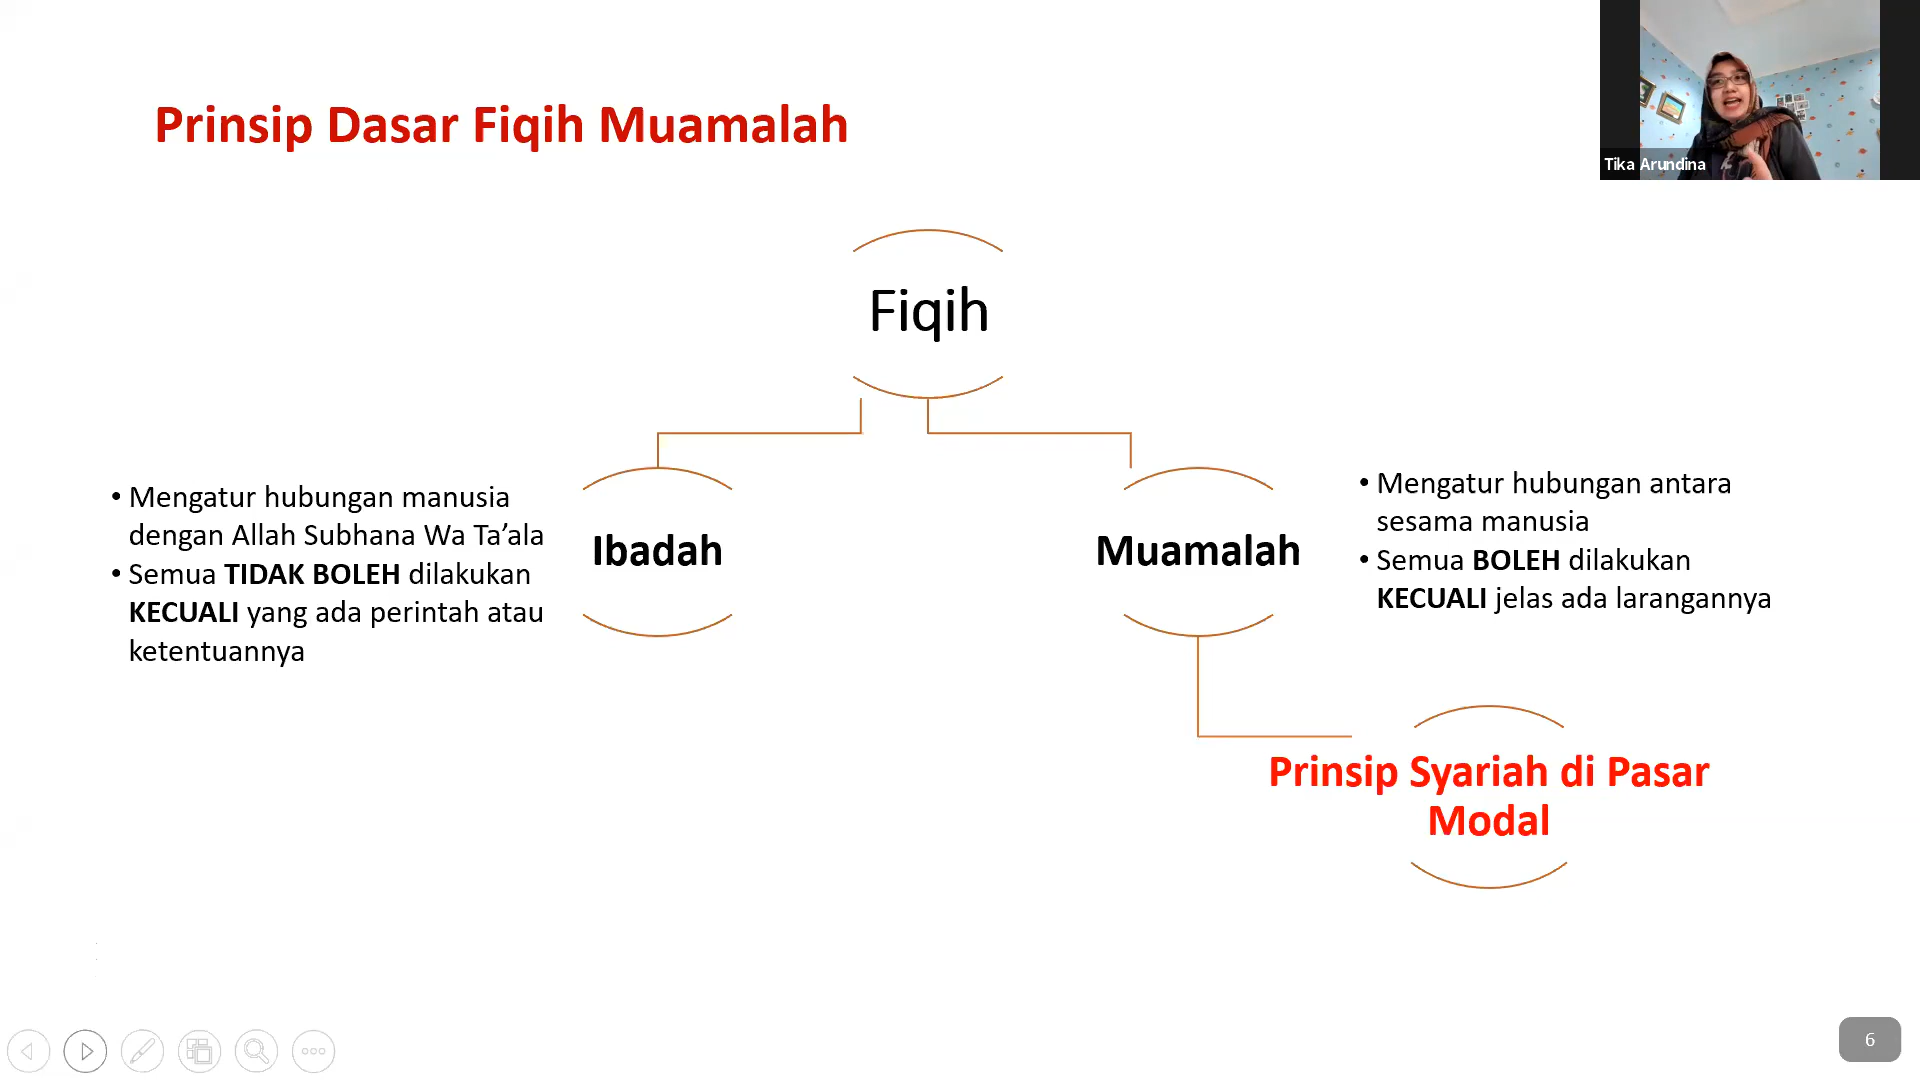 Prinsip Dasar Fiqih Muamalah
Tika Arundina
Fiqih
• Mengatur hubungan manusia
dengan Allah Subhana Wa Ta’ala
• Semua TIDAK BOLEH dilakukan
KECUALI yang ada perintah atau
ketentuannya
Ibadah
Muamalah
• Mengatur hubungan antara
sesama manusia
• Semua BOLEH dilakukan
KECUALI jelas ada larangannya
Prinsip Syariah di Pasar
Modal
6